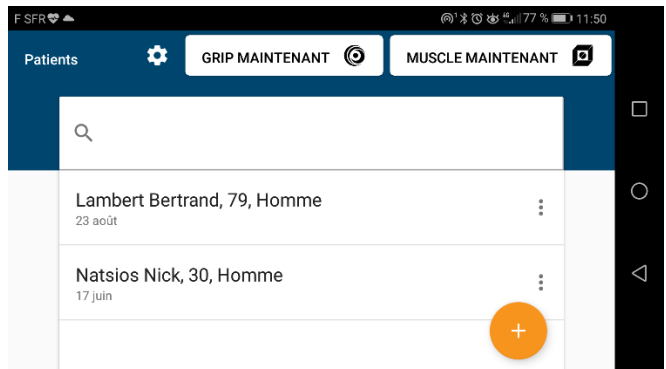 F SFR 77 % 11:50
Patients GRIP MAINTENANT MUSCLE MAINTENANT
Lambert Bertrand, 79, Homme
23 août
Natsios Nick, 30, Homme
17 juin